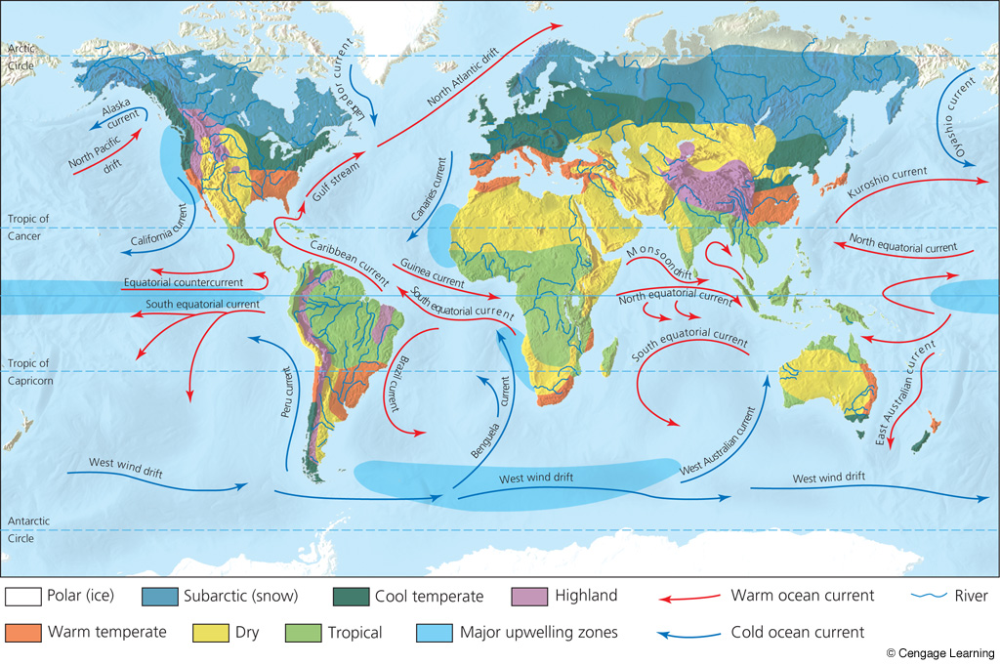 Arctic
Circle
Alaska
current
North Pacific
drift
Labrador current
North Atlantic drift
Oyashio current
Gulf stream
Canaries current
Kuroshio current
Tropic of
Cancer
California current
Caribbean current
Guinea current
Monsoon drift
North equatorial current
Equatorial countercurrent
South equatorial current
South equatorial current
North equatorial current
South equatorial current
Tropic of
Capricorn
Peru current
Brazil current
Benguela current
West Australian current
East Australian current
West wind drift
West wind drift
West wind drift
Antarctic
Circle
Polar (ice)
Subarctic (snow)
Cool temperate
Highland
Warm ocean current
River
Warm temperate
Dry
Tropical
Major upwelling zones
Cold ocean current
© Cengage Learning